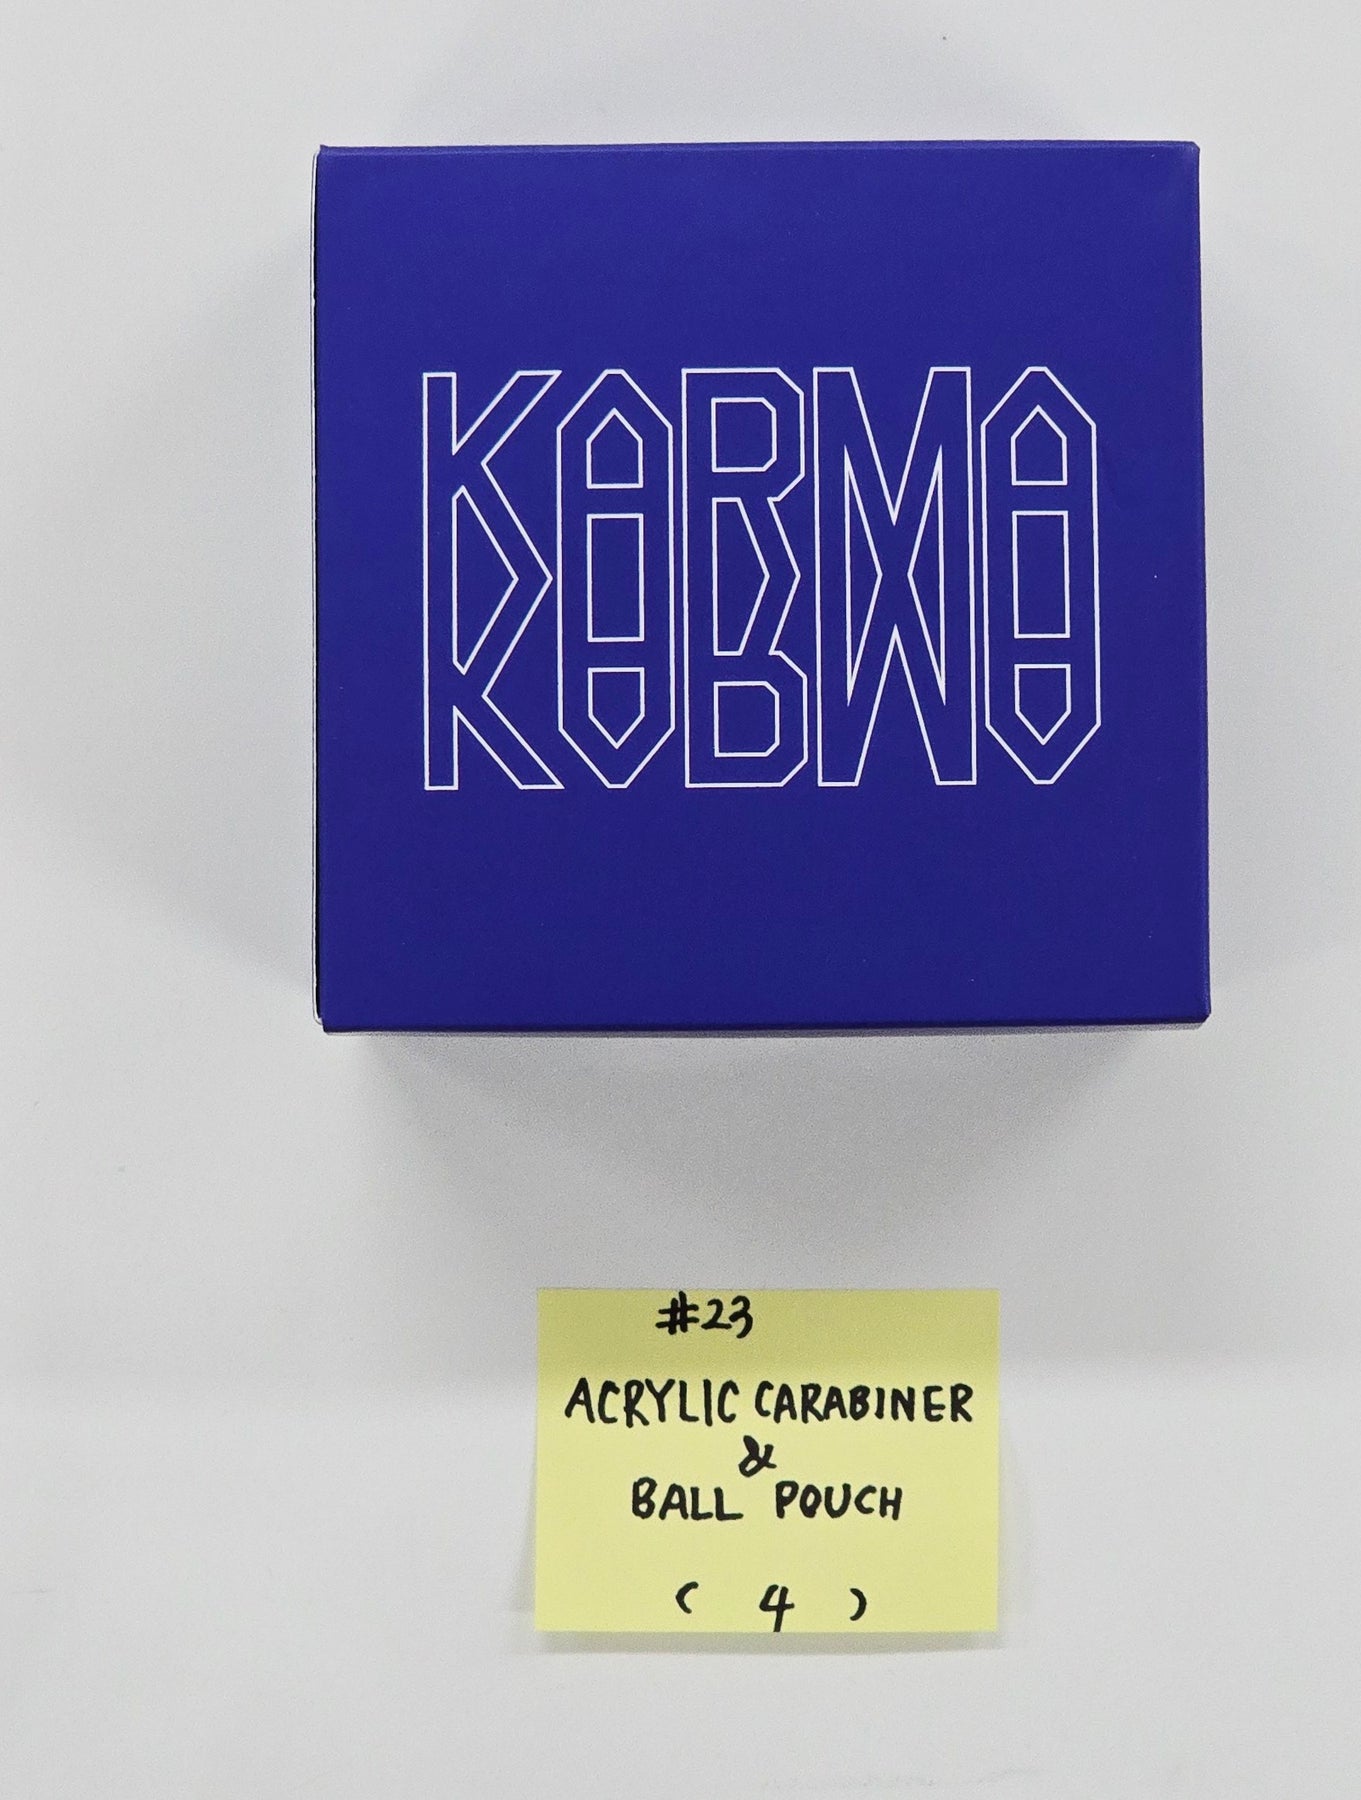 KARMA
#23
ACRYLIC CARABINER
&
BALL POUCH
( 4 )